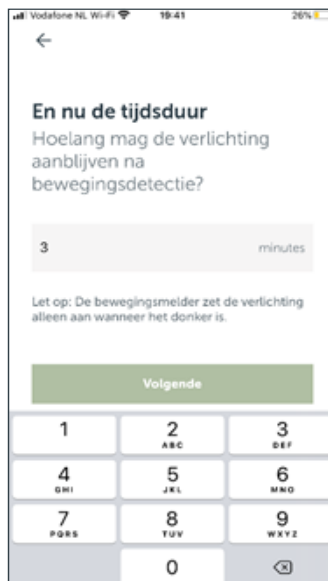 Vodafone NL Wi-Fi 19:41 26%
En nu de tijdsduur
Hoelang mag de verlichting
aanblijven na
bewegingsdetectie?
3 minutes
Let op: De bewegingsmelder zet de verlichting
alleen aan wanneer het donker is.
Volgende
1 2 3
ABC DEF
4 5 6
GHI JKL MNO
7 8 9
PQRS TUV WXYZ
0